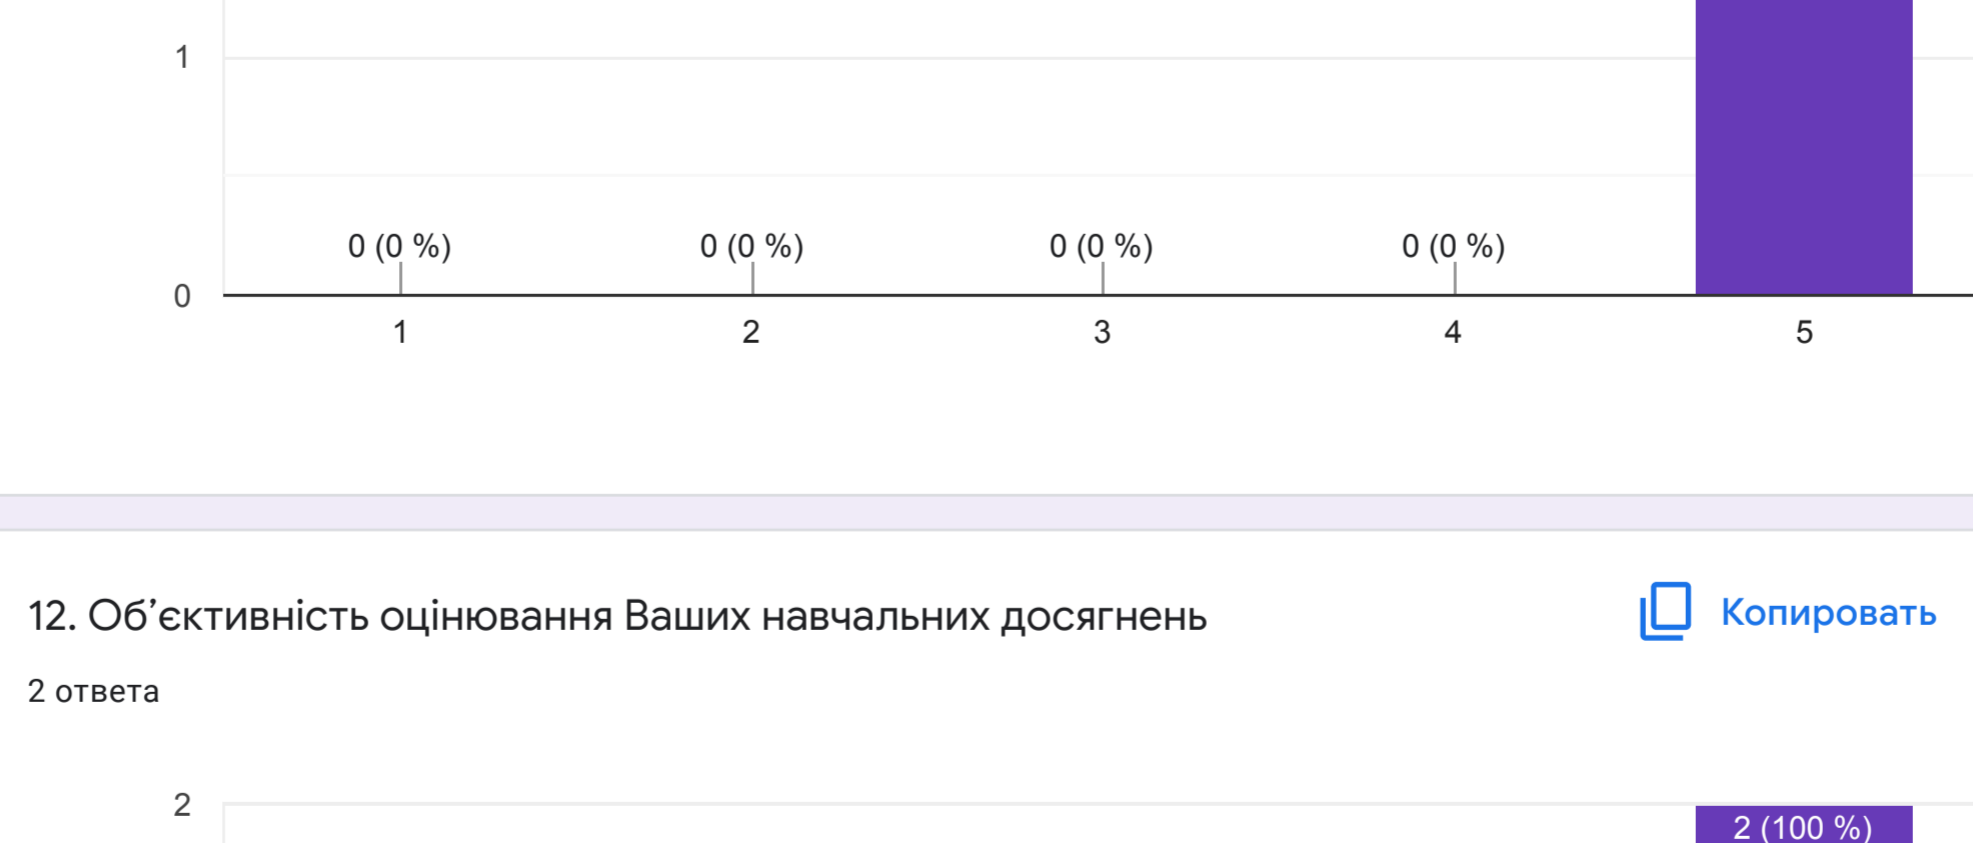 1
0 (0 %) 0 (0 %) 0 (0 %) 0 (0 %)
0
1 2 3 4 5
12. Об’єктивність оцінювання Ваших навчальних досягнень
Копировать
2 ответа
2
2 (100 %)